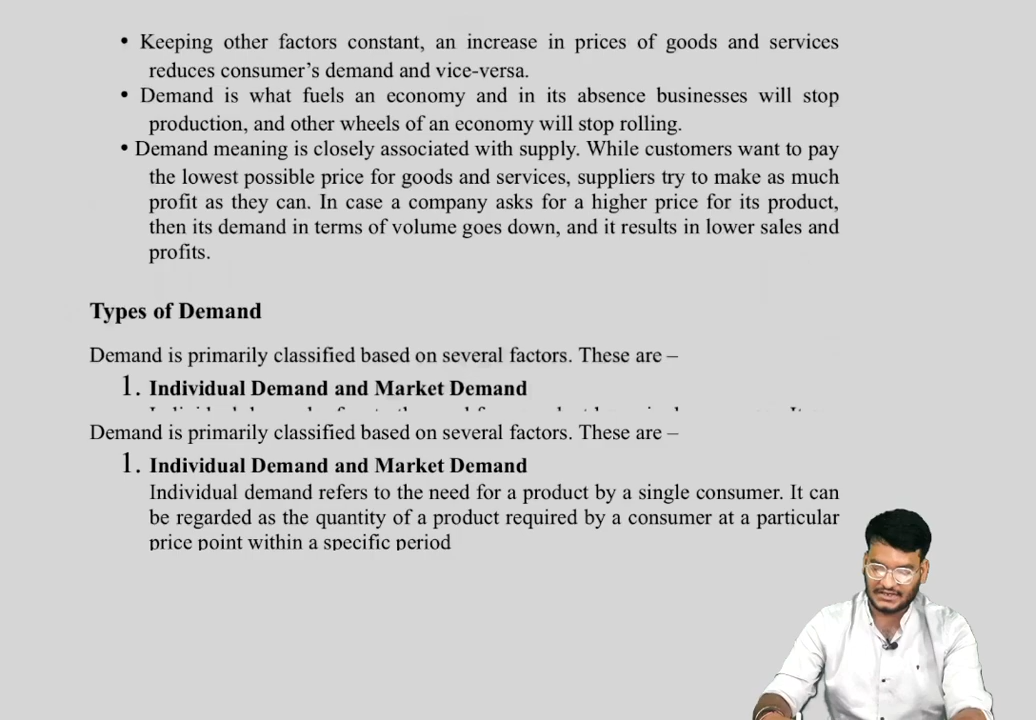 • Keeping other factors constant, an increase in prices of goods and services
reduces consumer's demand and vice-versa.
• Demand is what fuels an economy and in its absence businesses will stop
production, and other wheels of an economy will stop rolling.
• Demand meaning is closely associated with supply. While customers want to pay
the lowest possible price for goods and services, suppliers try to make as much
profit as they can. In case a company asks for a higher price for its product,
then its demand in terms of volume goes down, and it results in lower sales and
profits.
Types of Demand
Demand is primarily classified based on several factors. These are –
1. Individual Demand and Market Demand
Demand is primarily classified based on several factors. These are –
1. Individual Demand and Market Demand
Individual demand refers to the need for a product by a single consumer. It can
be regarded as the quantity of a product required by a consumer at a particular
price point within a specific period